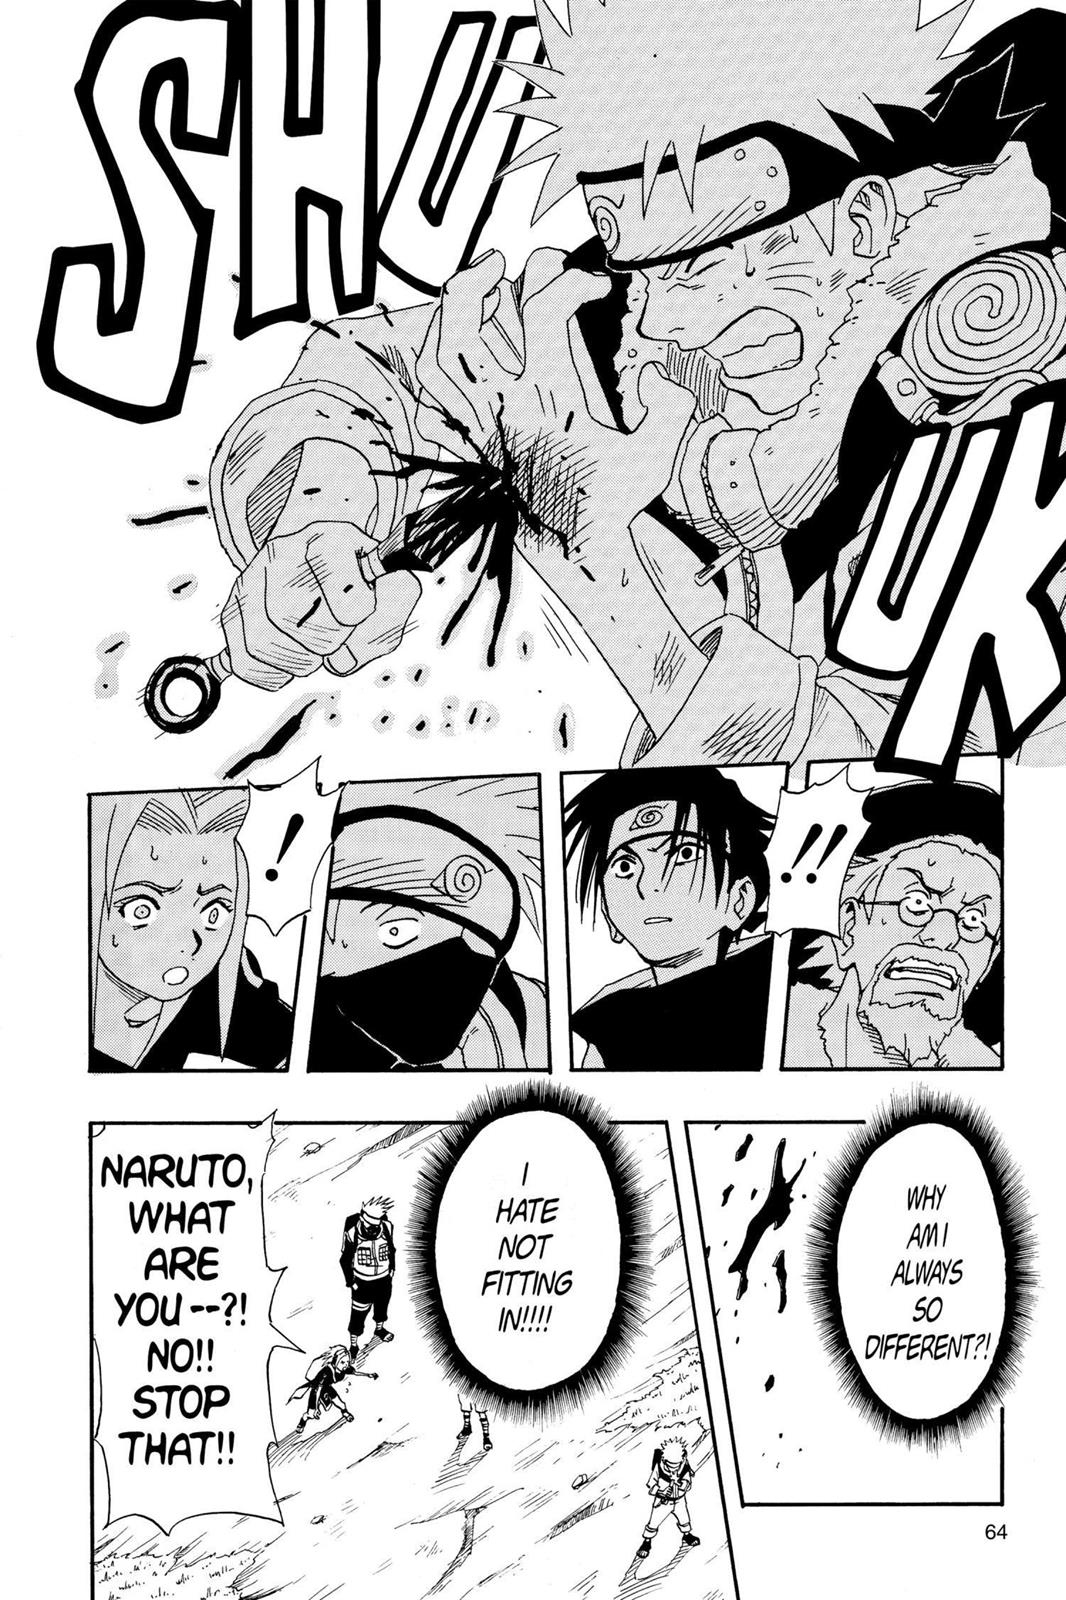 SHU
UK
!
!!
WHY
AM I
ALWAYS
SO
DIFFERENT?!
I
HATE
NOT
FITTING
IN!!!!
NARUTO,
WHAT
ARE
YOU--?!
NO!!
STOP
THAT!!
64